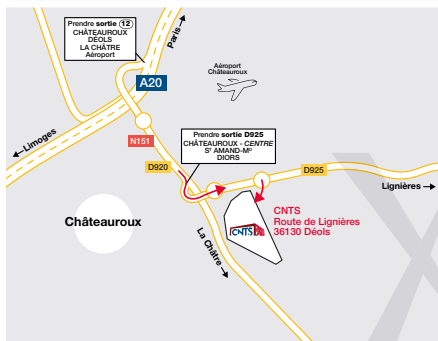 Prendre sortie 12
CHÂTEAUROUX
DÉOLS
LA CHÂTRE
Aéroport
Paris
Aéroport
Châteauroux
A20
Limoges
N151
Prendre sortie D925
CHÂTEAUROUX - CENTRE
Sᵗ AMAND-Mᴰ
DIORS
D920
D925
Lignières
Châteauroux
CNTS
Route de Lignières
36130 Déols
CNTS
La Châtre